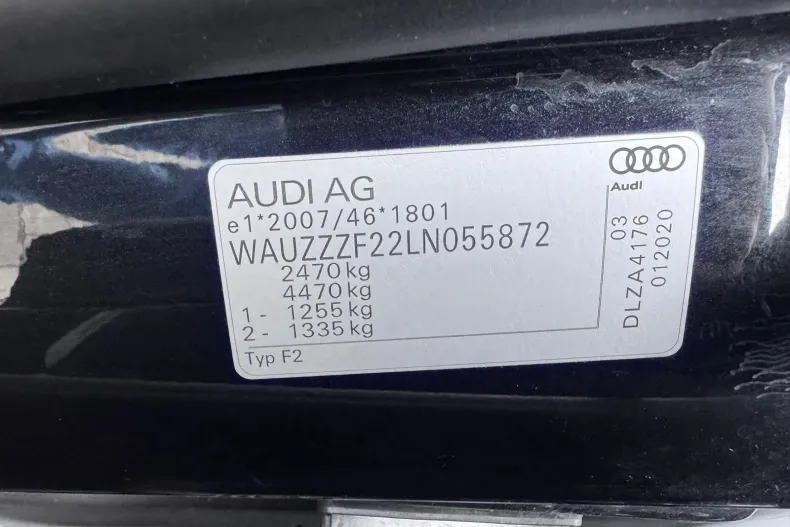 AUDI AG
e1*2007/46*1801
WAUZZZF22LN055872
2470 kg
4470 kg
1 - 1255 kg
2 - 1335 kg
Typ F2
Audi
03
DLZA4176
012020